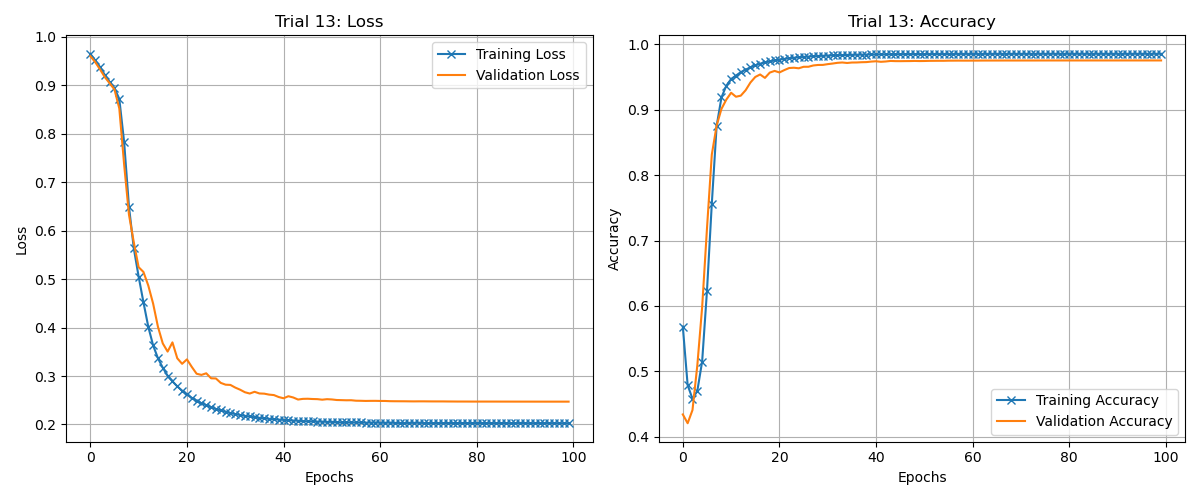 Trial 13: Loss
1.0
0.9
0.8
0.7
0.6
0.5
0.4
0.3
0.2
Loss
Training Loss
Validation Loss
0 20 40 60 80 100
Epochs
Trial 13: Accuracy
1.0
0.9
0.8
0.7
0.6
0.5
0.4
Accuracy
Training Accuracy
Validation Accuracy
0 20 40 60 80 100
Epochs